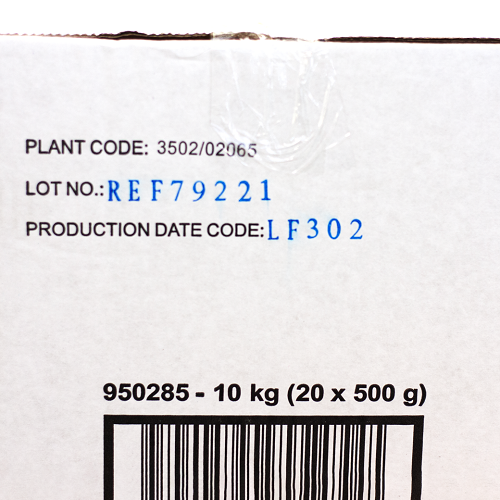 PLANT CODE: 3502/02065
LOT NO.: REF79221
PRODUCTION DATE CODE: LF302
950285 - 10 kg (20 x 500 g)